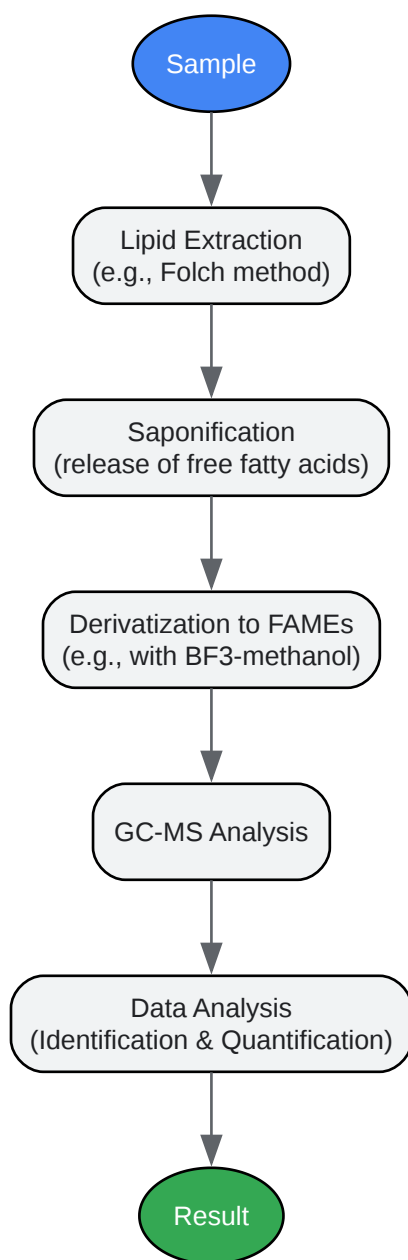 Sample
Lipid Extraction
(e.g., Folch method)
Saponification
(release of free fatty acids)
Derivatization to FAMEs
(e.g., with BF3-methanol)
GC-MS Analysis
Data Analysis
(Identification & Quantification)
Result